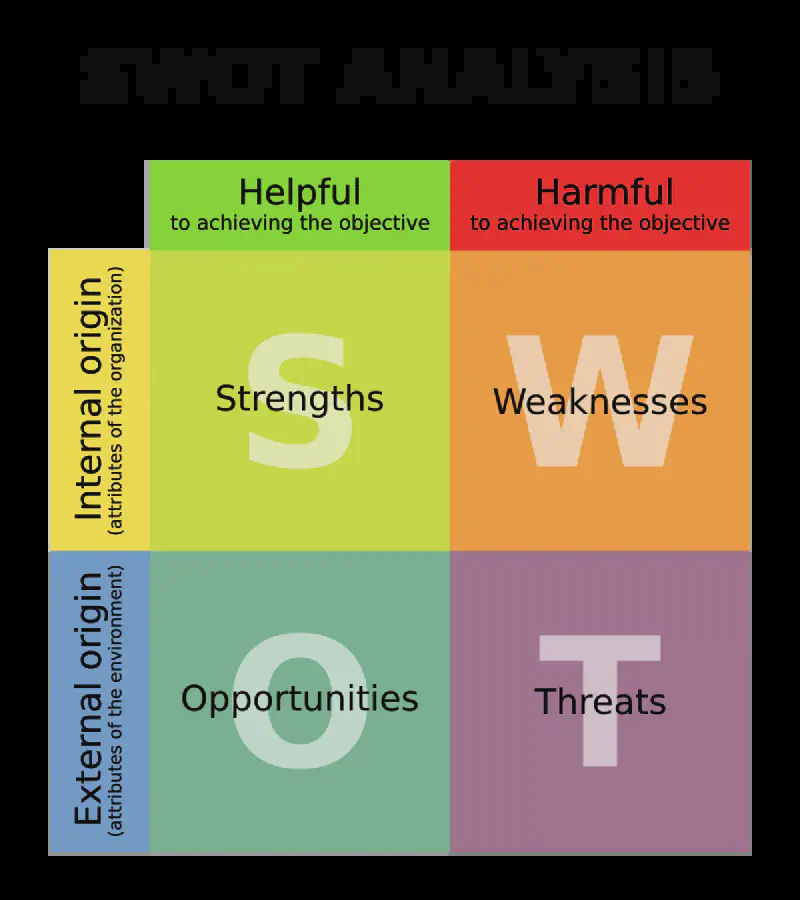 SWOT ANALYSIS
Helpful
to achieving the objective
Harmful
to achieving the objective
Internal origin
(attributes of the organization)
S
Strengths
W
Weaknesses
External origin
(attributes of the environment)
O
Opportunities
T
Threats